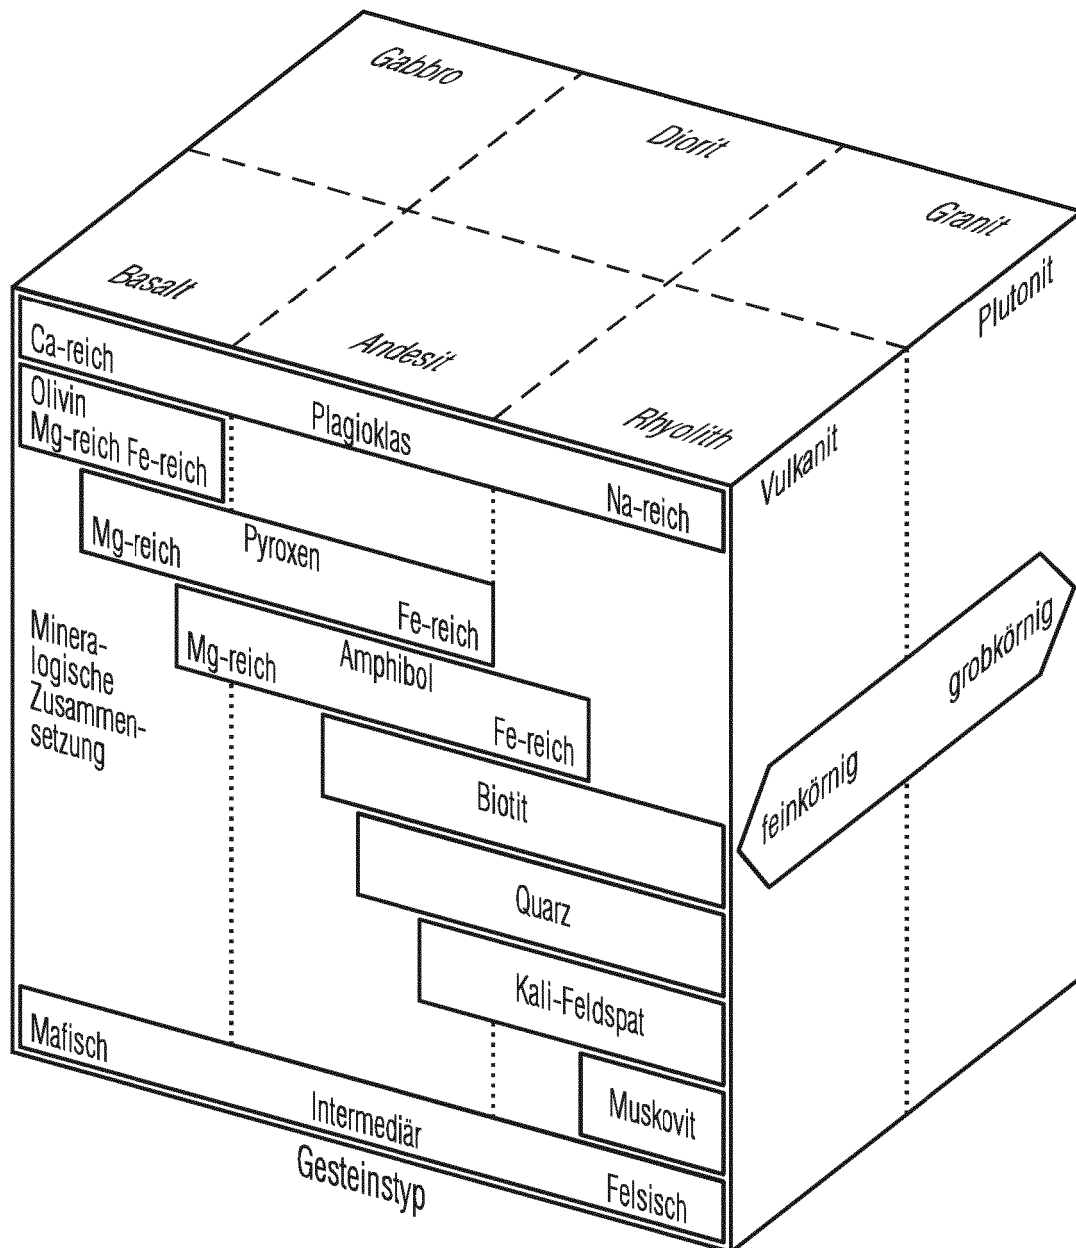 Gabbro
Diorit
Granit
Basalt
Andesit
Rhyolith
Plutonit
Vulkanit
Ca-reich
Plagioklas
Na-reich
Olivin
Mg-reich Fe-reich
Mg-reich
Pyroxen
Fe-reich
Mg-reich
Amphibol
Fe-reich
Minera-
logische
Zusammen-
setzung
Biotit
Quarz
Kali-Feldspat
Muskovit
grobkörnig
feinkörnig
Mafisch
Intermediär
Felsisch
Gesteinstyp